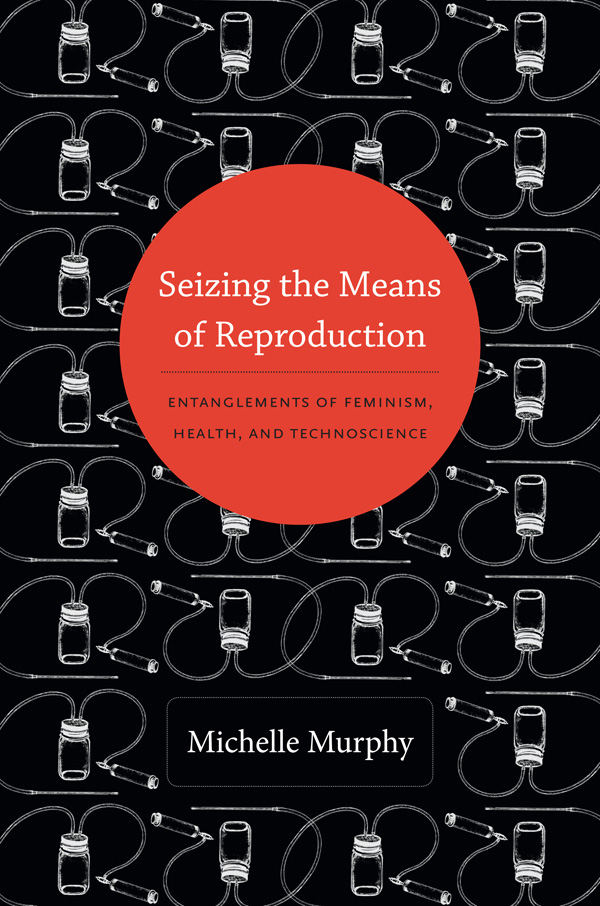 Seizing the Means
of Reproduction
ENTANGLEMENTS OF FEMINISM,
HEALTH, AND TECHNOSCIENCE
Michelle Murphy